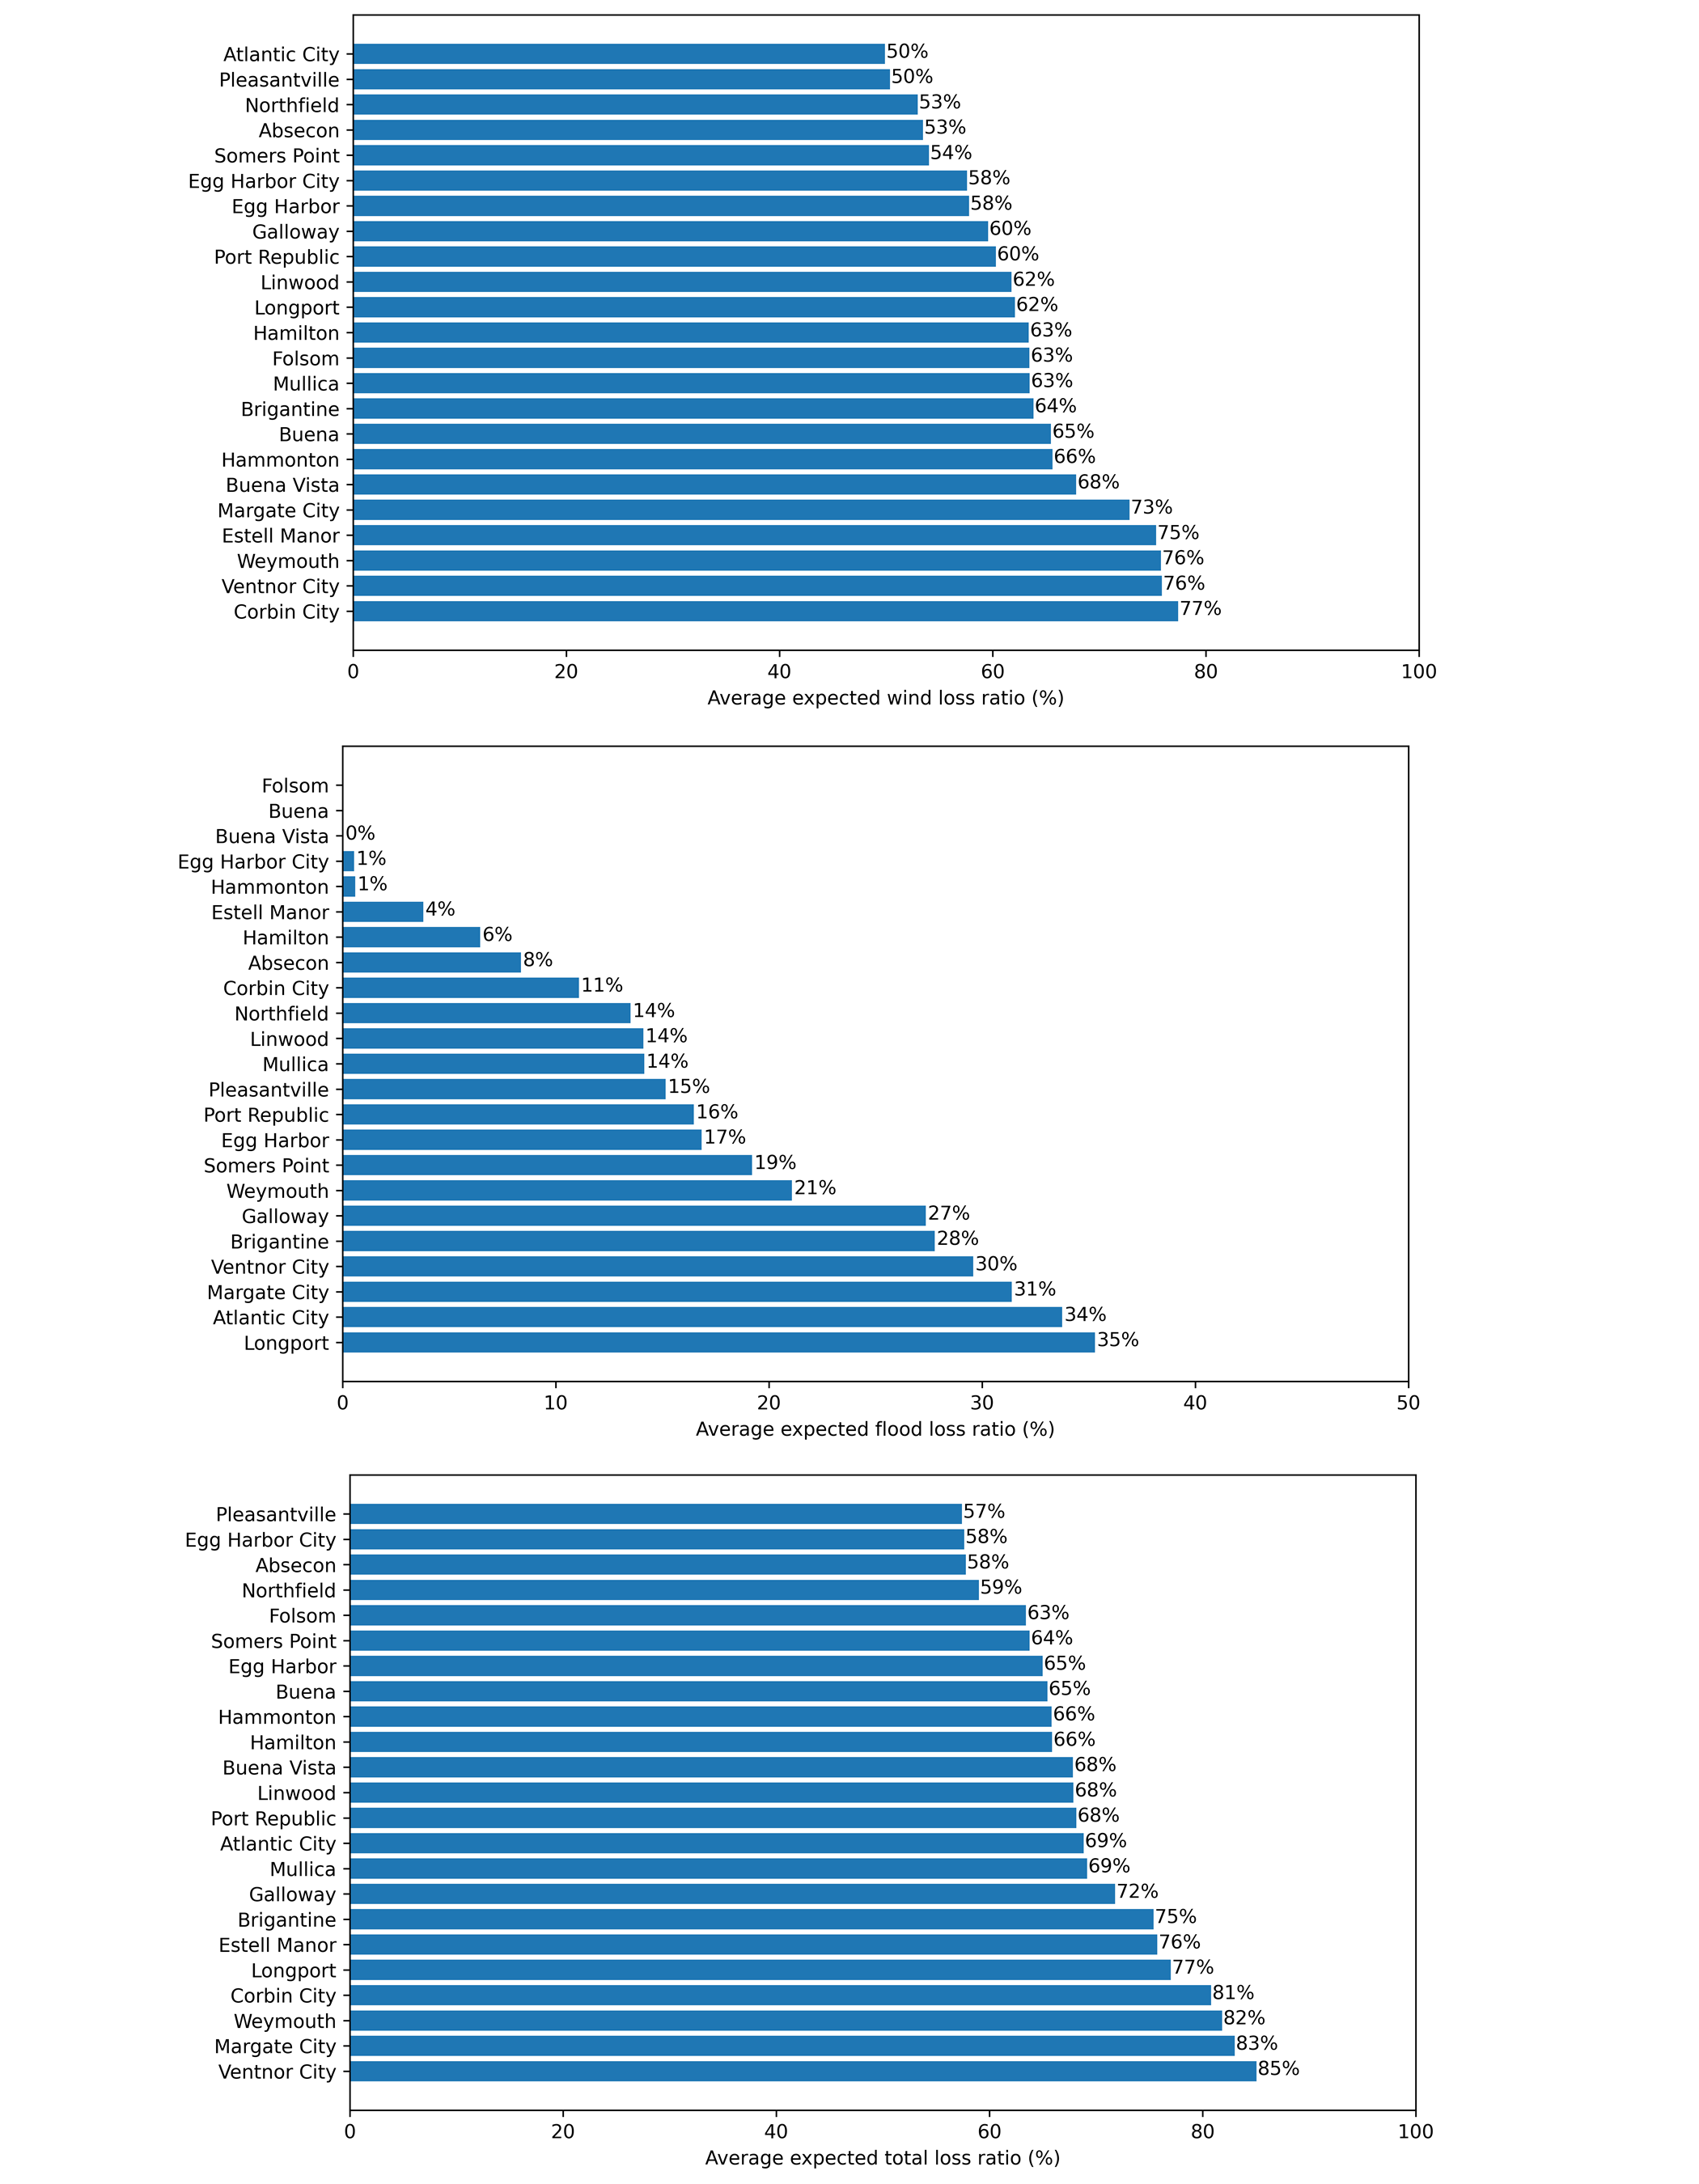 Atlantic City 50%
Pleasantville 50%
Northfield 53%
Absecon 53%
Somers Point 54%
Egg Harbor City 58%
Egg Harbor 58%
Galloway 60%
Port Republic 60%
Linwood 62%
Longport 62%
Hamilton 63%
Folsom 63%
Mullica 63%
Brigantine 64%
Buena 65%
Hammonton 66%
Buena Vista 68%
Margate City 73%
Estell Manor 75%
Weymouth 76%
Ventnor City 76%
Corbin City 77%
0 20 40 60 80 100
Average expected wind loss ratio (%)
Folsom
Buena
Buena Vista 0%
Egg Harbor City 1%
Hammonton 1%
Estell Manor 4%
Hamilton 6%
Absecon 8%
Corbin City 11%
Northfield 14%
Linwood 14%
Mullica 14%
Pleasantville 15%
Port Republic 16%
Egg Harbor 17%
Somers Point 19%
Weymouth 21%
Galloway 27%
Brigantine 28%
Ventnor City 30%
Margate City 31%
Atlantic City 34%
Longport 35%
0 10 20 30 40 50
Average expected flood loss ratio (%)
Pleasantville 57%
Egg Harbor City 58%
Absecon 58%
Northfield 59%
Folsom 63%
Somers Point 64%
Egg Harbor 65%
Buena 65%
Hammonton 66%
Hamilton 66%
Buena Vista 68%
Linwood 68%
Port Republic 68%
Atlantic City 69%
Mullica 69%
Galloway 72%
Brigantine 75%
Estell Manor 76%
Longport 77%
Corbin City 81%
Weymouth 82%
Margate City 83%
Ventnor City 85%
0 20 40 60 80 100
Average expected total loss ratio (%)